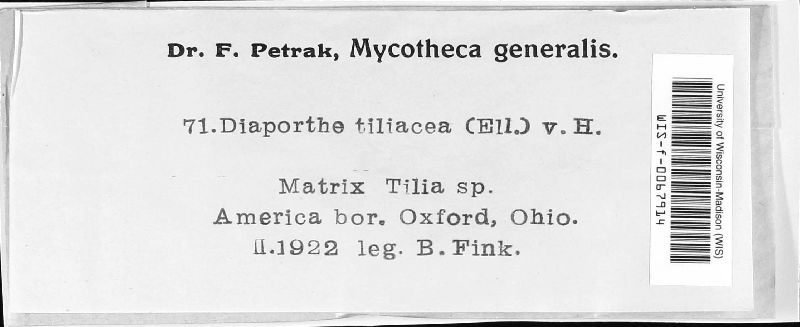 Dr. F. Petrak, Mycotheca generalis.
71.Diaporthe tiliacea (Ell.) v. H.
Matrix Tilia sp.
America bor. Oxford, Ohio.
II.1922 leg. B. Fink.
University of Wisconsin-Madison (WIS)
WIS-f-0067914